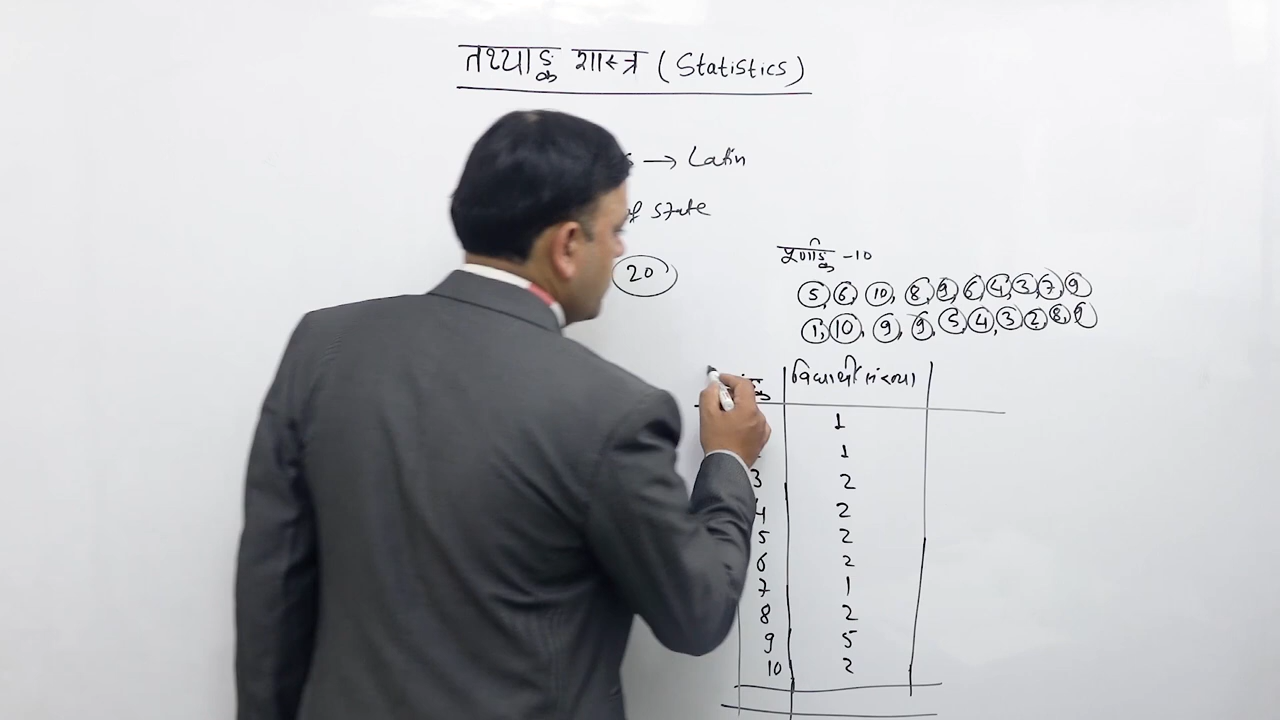 तथ्याङ्क शास्त्र (Statistics)
→ Latin
of state
20
पूर्णाङ्क -10
5, 6, 10, 8, 9, 6, 4, 3, 7, 9
1, 10, 9, 9, 5, 4, 3, 2, 8, 9
विद्यार्थी संख्या
1
1
3 2
4 2
5 2
6 2
7 1
8 2
9 5
10 2